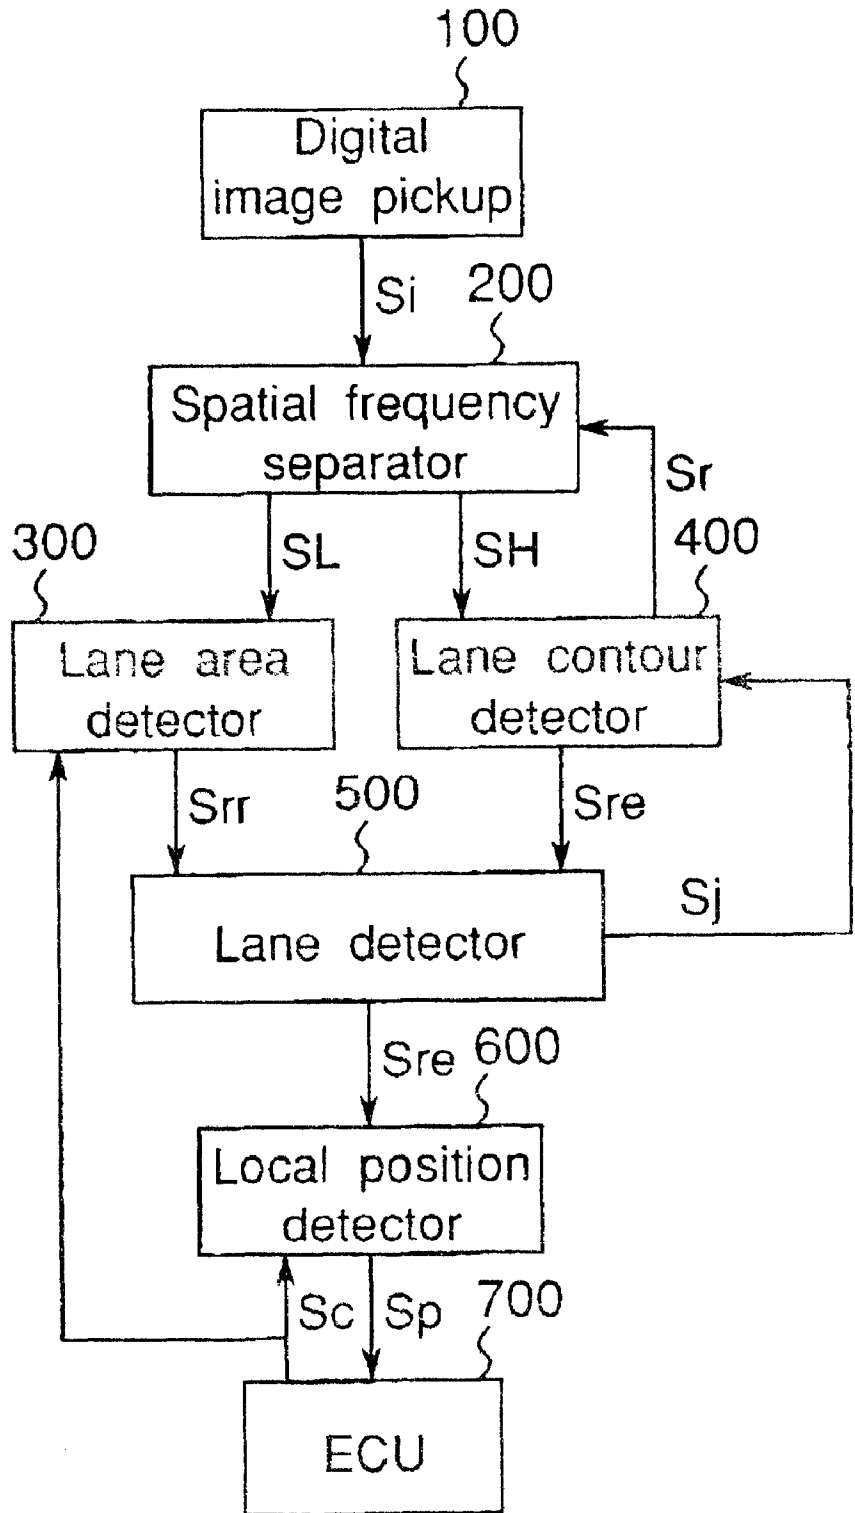 100
Digital
image pickup
Si
200
Spatial frequency
separator
Sr
300
SL
SH
400
Lane area
detector
Lane contour
detector
Srr
500
Sre
Lane detector
Sj
Sre
600
Local position
detector
Sc
Sp
700
ECU